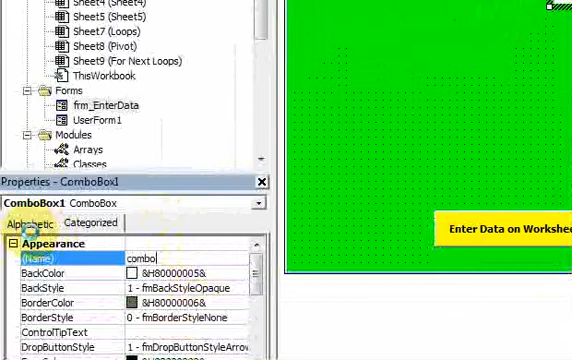 Sheet4 (Sheet4)
Sheet5 (Sheet5)
Sheet7 (Loops)
Sheet8 (Pivot)
Sheet9 (For Next Loops)
ThisWorkbook
Forms
frm_EnterData
UserForm1
Modules
Arrays
Classes
Properties - ComboBox1
ComboBox1 ComboBox
Alphabetic Categorized
Appearance
(Name) combo
BackColor &H80000005&
BackStyle 1 - fmBackStyleOpaque
BorderColor &H80000006&
BorderStyle 0 - fmBorderStyleNone
ControlTipText
DropButtonStyle 1 - fmDropButtonStyleArrow
Enter Data on Workshee